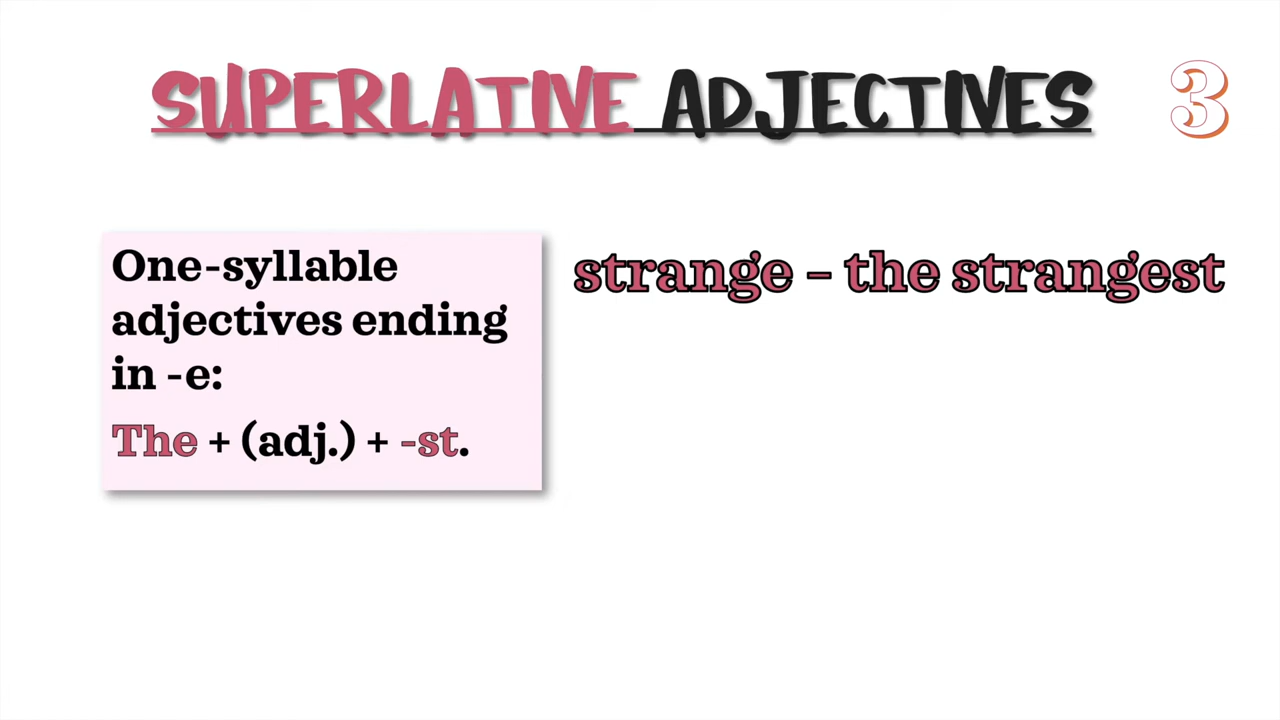 SUPERLATIVE ADJECTIVES
3
One-syllable
adjectives ending
in -e:
The + (adj.) + -st.
strange – the strangest